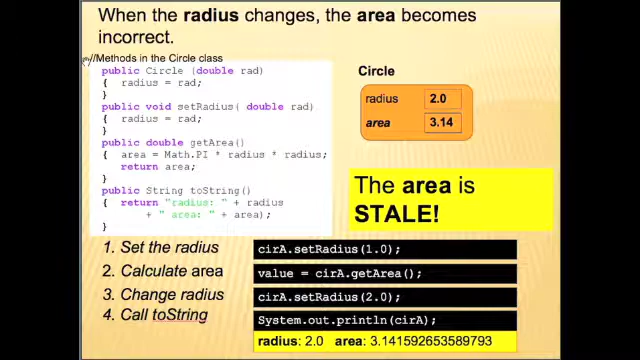 When the radius changes, the area becomes
incorrect.
//Methods in the Circle class
public Circle (double rad)
{ radius = rad;
}
public void setRadius( double rad)
{ radius = rad;
}
public double getArea()
{ area = Math.PI * radius * radius;
return area;
}
public String toString()
{ return "radius: " + radius
+ " area: " + area);
}
Circle
radius 2.0
area 3.14
The area is
STALE!
1. Set the radius cirA.setRadius(1.0);
2. Calculate area value = cirA.getArea();
3. Change radius cirA.setRadius(2.0);
4. Call toString System.out.println(cirA);
radius: 2.0 area: 3.141592653589793